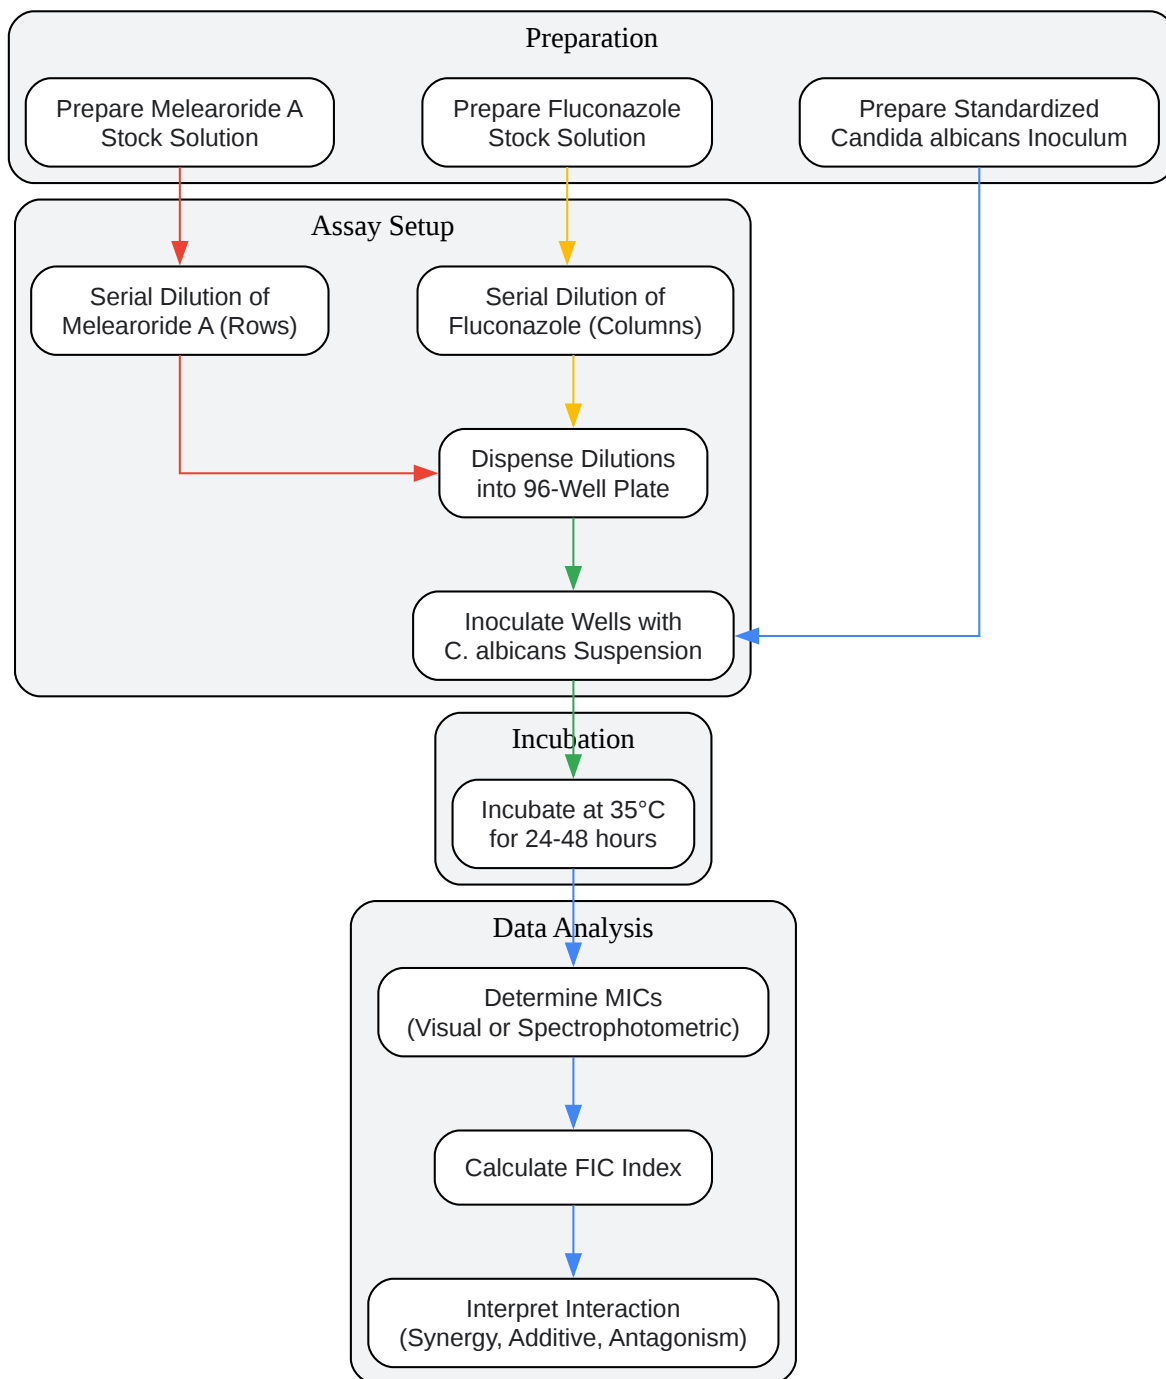 Preparation
Prepare Melearoride A
Stock Solution
Prepare Fluconazole
Stock Solution
Prepare Standardized
Candida albicans Inoculum
Assay Setup
Serial Dilution of
Melearoride A (Rows)
Serial Dilution of
Fluconazole (Columns)
Dispense Dilutions
into 96-Well Plate
Inoculate Wells with
C. albicans Suspension
Incubation
Incubate at 35°C
for 24-48 hours
Data Analysis
Determine MICs
(Visual or Spectrophotometric)
Calculate FIC Index
Interpret Interaction
(Synergy, Additive, Antagonism)